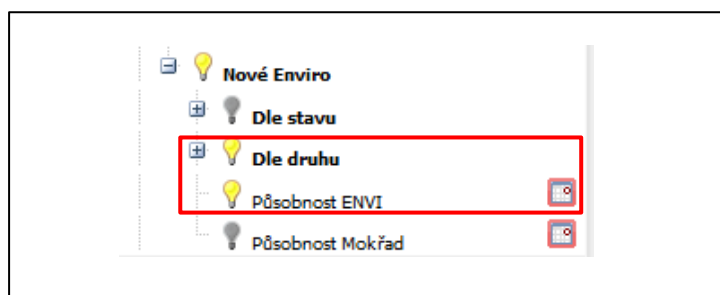 Nové Enviro
Dle stavu
Dle druhu
Působnost ENVI
Působnost Mokřad